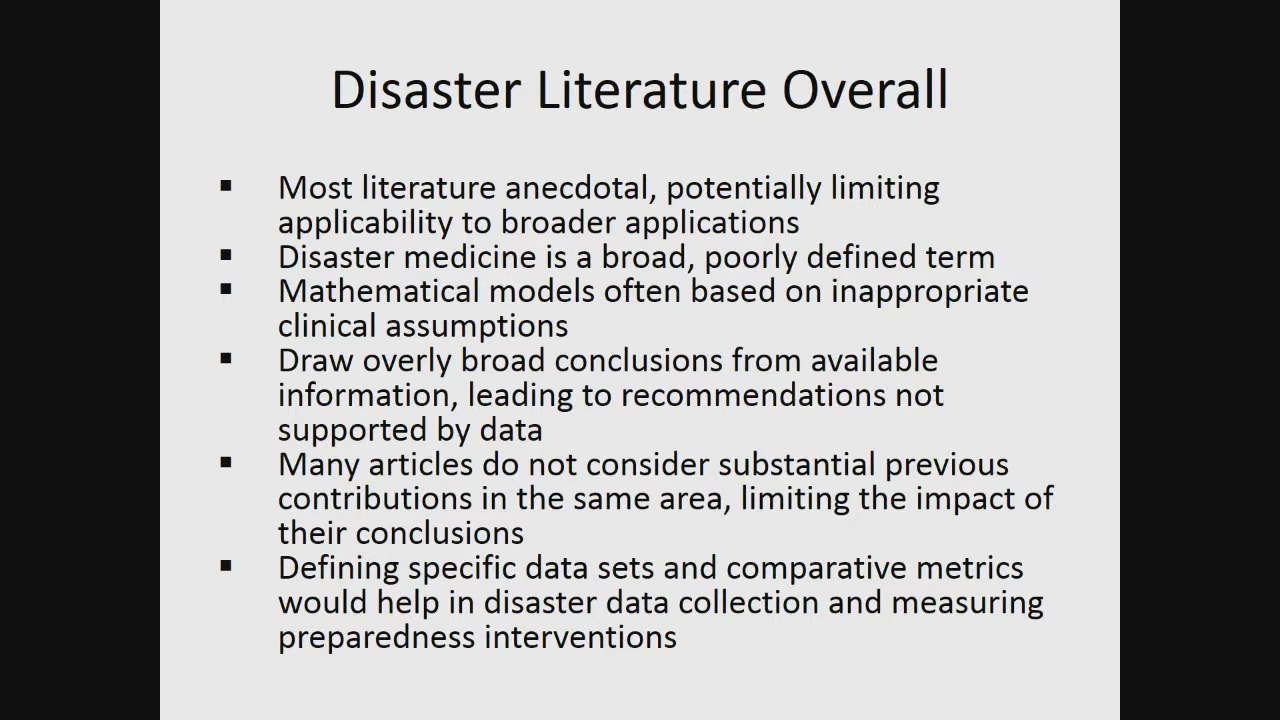 Disaster Literature Overall
▪ Most literature anecdotal, potentially limiting
applicability to broader applications
▪ Disaster medicine is a broad, poorly defined term
▪ Mathematical models often based on inappropriate
clinical assumptions
▪ Draw overly broad conclusions from available
information, leading to recommendations not
supported by data
▪ Many articles do not consider substantial previous
contributions in the same area, limiting the impact of
their conclusions
▪ Defining specific data sets and comparative metrics
would help in disaster data collection and measuring
preparedness interventions